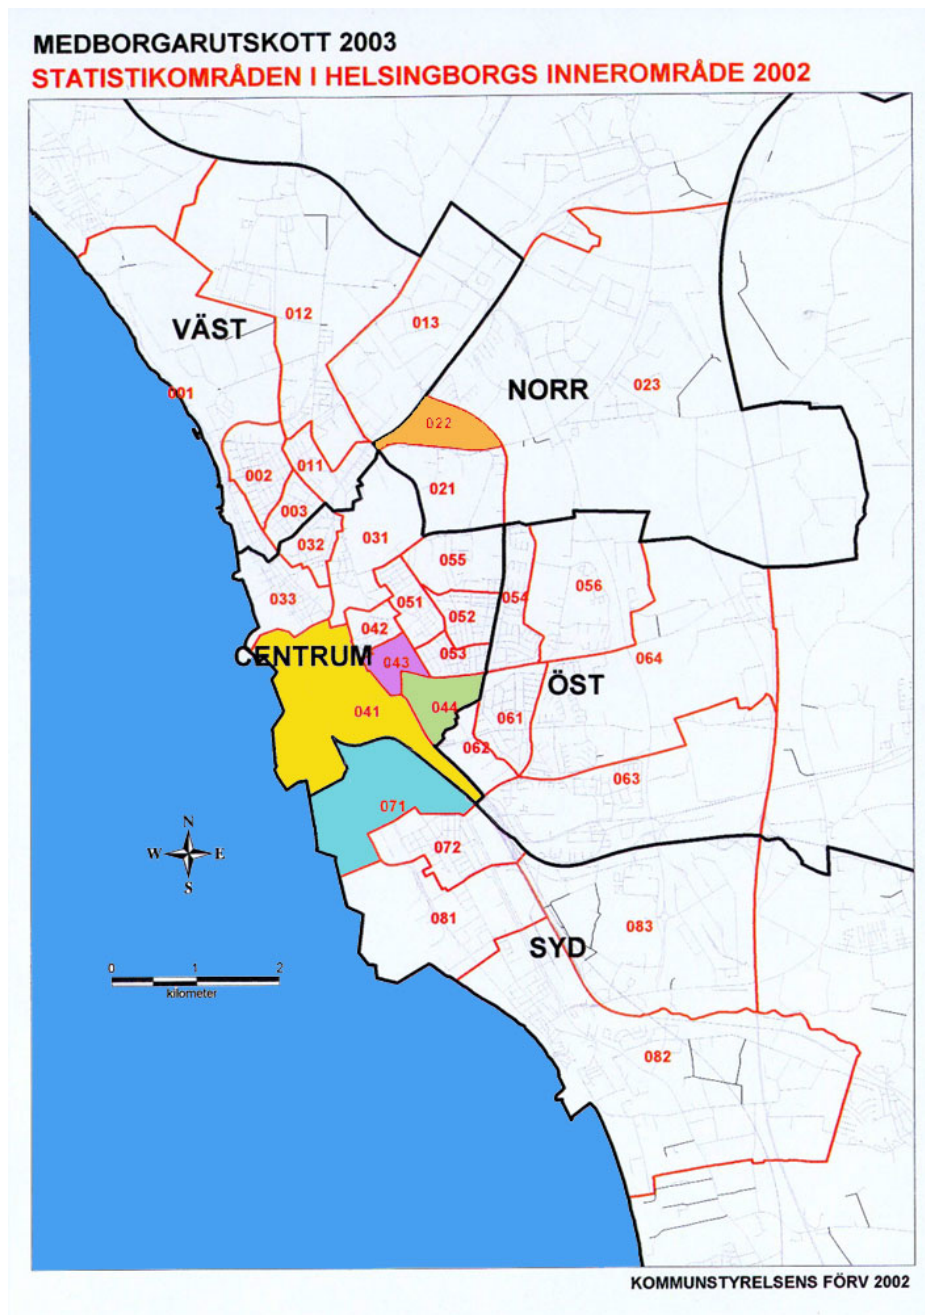 MEDBORGARUTSKOTT 2003
STATISTIKOMRÅDEN I HELSINGBORGS INNEROMRÅDE 2002
012
013
VÄST
001
NORR
023
022
002
011
021
003
032
031
055
033
051
054
056
052
042
053
CENTRUM
043
064
ÖST
041
044
061
062
063
071
072
N
W E
S
081
083
SYD
0 1 2
kilometer
082
KOMMUNSTYRELSENS FÖRV 2002